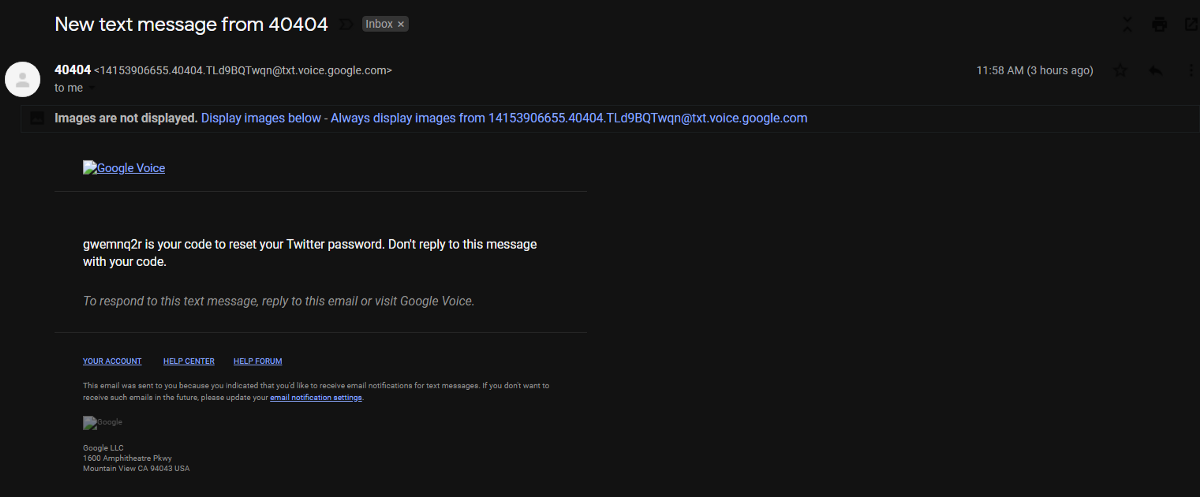 New text message from 40404 Inbox ×
40404 <14153906655.40404.TLd9BQTwqn@txt.voice.google.com> 11:58 AM (3 hours ago)
to me
Images are not displayed. Display images below - Always display images from 14153906655.40404.TLd9BQTwqn@txt.voice.google.com
Google Voice
gwemnq2r is your code to reset your Twitter password. Don't reply to this message
with your code.
To respond to this text message, reply to this email or visit Google Voice.
YOUR ACCOUNT HELP CENTER HELP FORUM
This email was sent to you because you indicated that you'd like to receive email notifications for text messages. If you don't want to
receive such emails in the future, please update your email notification settings.
Google
Google LLC
1600 Amphitheatre Pkwy
Mountain View CA 94043 USA